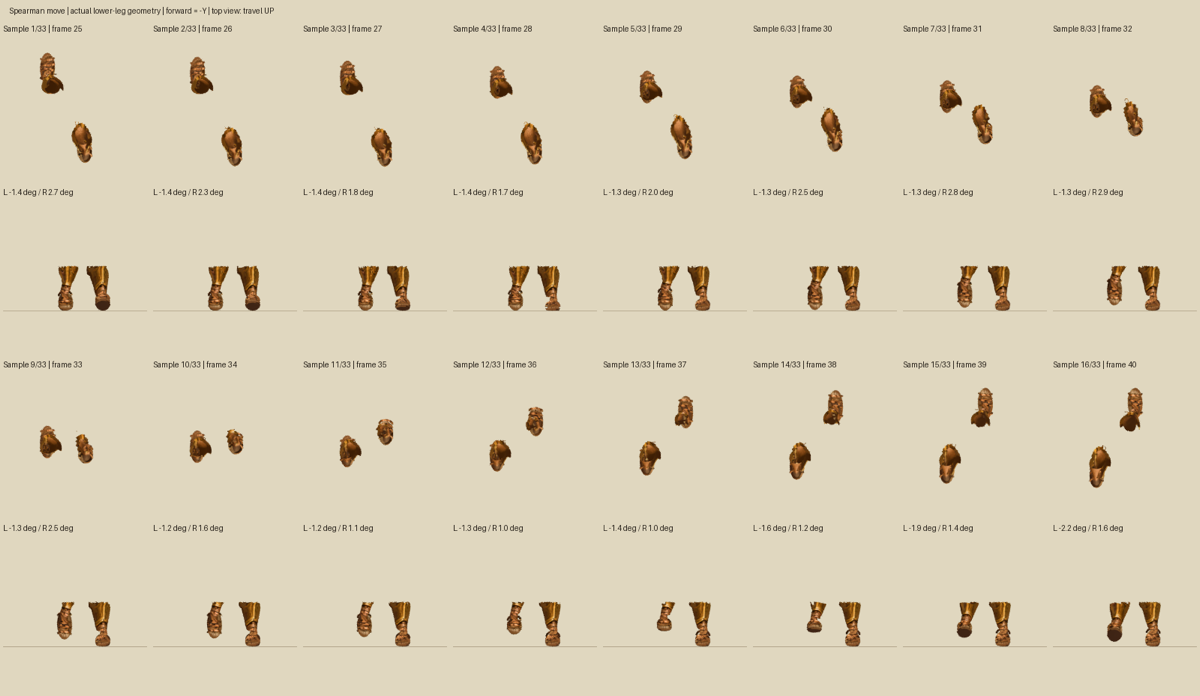 Spearman move | actual lower-leg geometry | forward = -Y | top view: travel UP
Sample 1/33 | frame 25
Sample 2/33 | frame 26
Sample 3/33 | frame 27
Sample 4/33 | frame 28
Sample 5/33 | frame 29
Sample 6/33 | frame 30
Sample 7/33 | frame 31
Sample 8/33 | frame 32
L -1.4 deg / R 2.7 deg
L -1.4 deg / R 2.3 deg
L -1.4 deg / R 1.8 deg
L -1.4 deg / R 1.7 deg
L -1.3 deg / R 2.0 deg
L -1.3 deg / R 2.5 deg
L -1.3 deg / R 2.8 deg
L -1.3 deg / R 2.9 deg
Sample 9/33 | frame 33
Sample 10/33 | frame 34
Sample 11/33 | frame 35
Sample 12/33 | frame 36
Sample 13/33 | frame 37
Sample 14/33 | frame 38
Sample 15/33 | frame 39
Sample 16/33 | frame 40
L -1.3 deg / R 2.5 deg
L -1.2 deg / R 1.6 deg
L -1.2 deg / R 1.1 deg
L -1.3 deg / R 1.0 deg
L -1.4 deg / R 1.0 deg
L -1.6 deg / R 1.2 deg
L -1.9 deg / R 1.4 deg
L -2.2 deg / R 1.6 deg